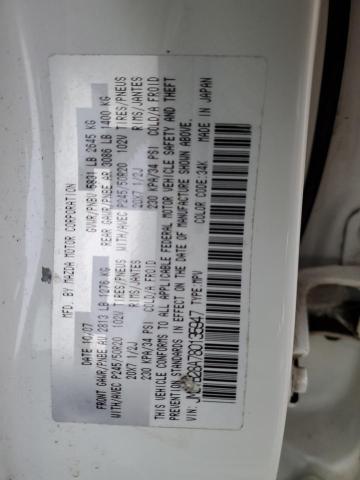 MFD. BY MAZDA MOTOR CORPORATION
DATE 10/07 GVWR/PNBV 5831 LB 2645 KG
FRONT GAWR/PNBE AV 2813 LB 1276 KG REAR GAWR/PNBE AR 3086 LB 1400 KG
WITH/AVEC P245/50R20 102V TIRES/PNEUS WITH/AVEC P245/50R20 102V TIRES/PNEUS
20X7 1/2J RIMS/JANTES 20X7 1/2J RIMS/JANTES
230 KPA/34 PSI COLD/A FROID 230 KPA/34 PSI COLD/A FROID
THIS VEHICLE CONFORMS TO ALL APPLICABLE FEDERAL MOTOR VEHICLE SAFETY AND THEFT
PREVENTION STANDARDS IN EFFECT ON THE DATE OF MANUFACTURE SHOWN ABOVE.
VIN: TYPE:MPV COLOR CODE:34K MADE IN JAPAN